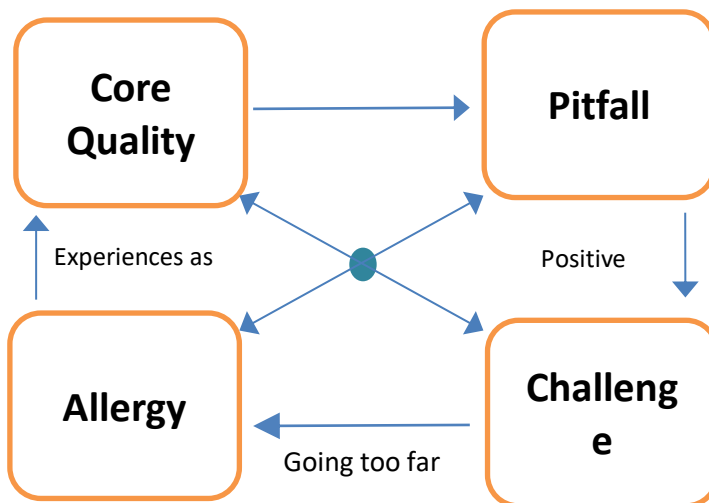 Core
Quality
Pitfall
Experiences as
Positive
Allergy
Challeng
e
Going too far